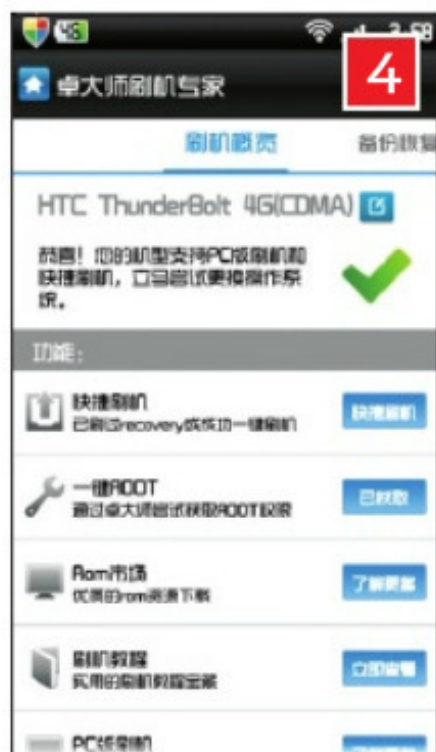 46
3:58
4
卓大师刷机专家
刷机概览
备份恢复
HTC ThunderBolt 4G(CDMA)
恭喜！您的机型支持PC版刷机和
快捷刷机，立马尝试更换操作系
统。
功能：
快捷刷机
已刷过recovery或成功一键刷机
快捷刷机
一键ROOT
通过卓大师尝试获取ROOT权限
已获取
Rom市场
优质的rom资源下载
了解更多
刷机教程
实用的刷机教程宝藏
立即查看
PC版刷机